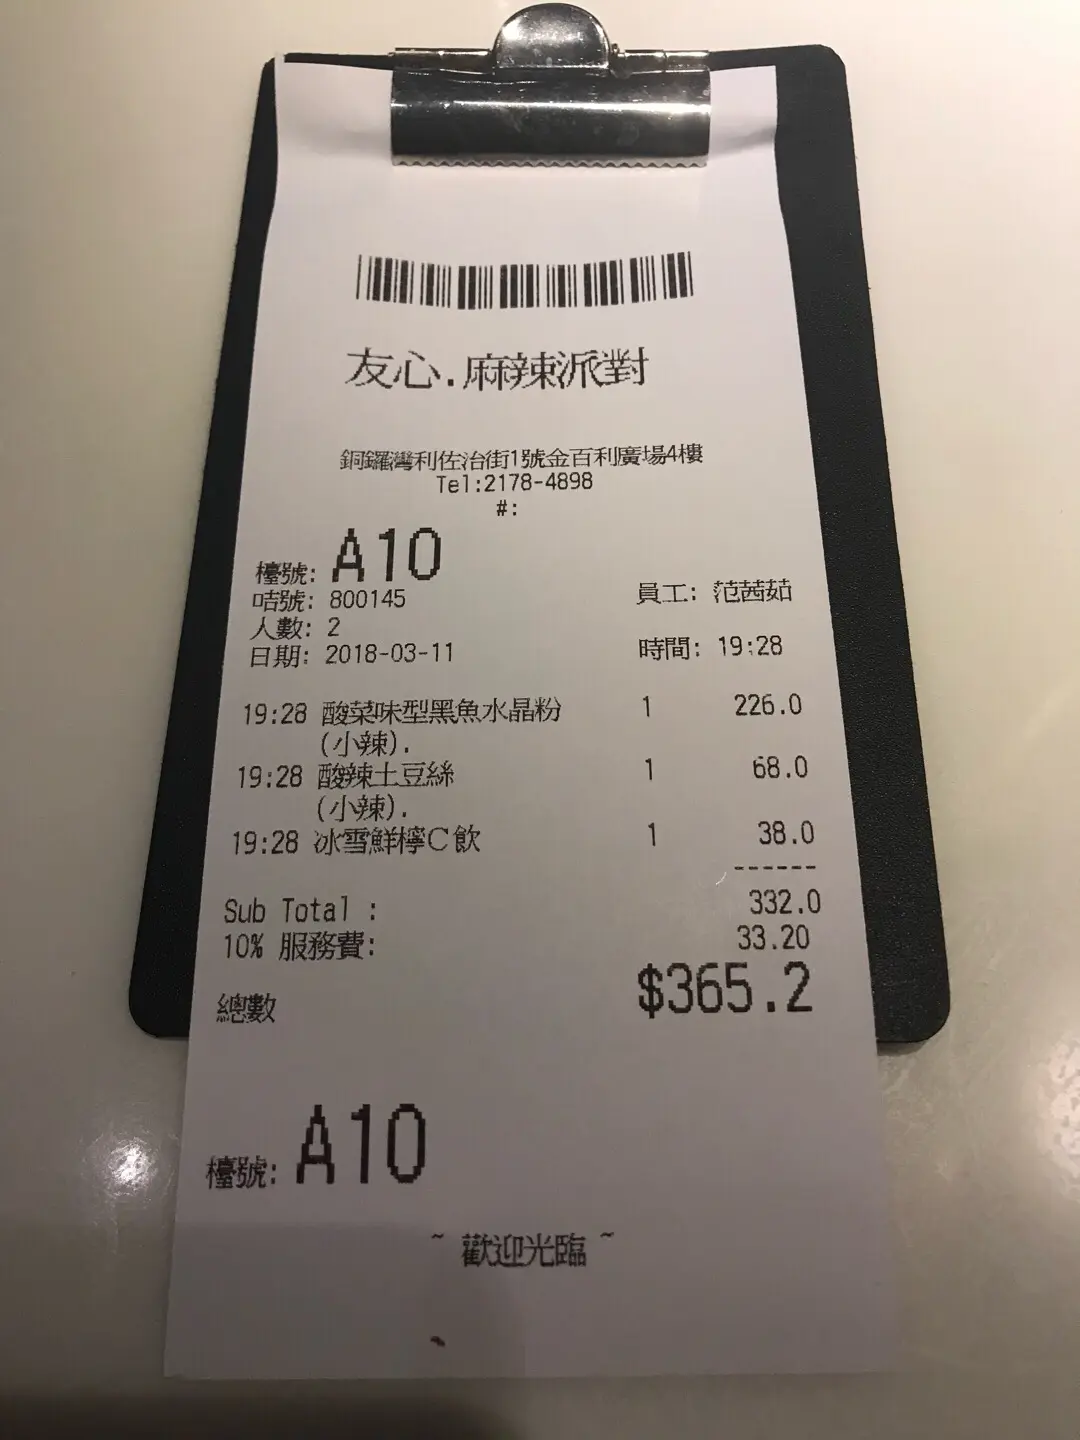 友心.麻辣派對
銅鑼灣利佐治街1號金百利廣場4樓
Tel:2178-4898
#:
檯號: A10
咭號: 800145 員工: 范茜茹
人數: 2
日期: 2018-03-11 時間: 19:28
19:28 酸菜味型黑魚水晶粉 1 226.0
(小辣).
19:28 酸辣土豆絲 1 68.0
(小辣).
19:28 冰雪鮮檸C飲 1 38.0
------
Sub Total : 332.0
10% 服務費: 33.20
總數 $365.2
檯號: A10
~ 歡迎光臨 ~